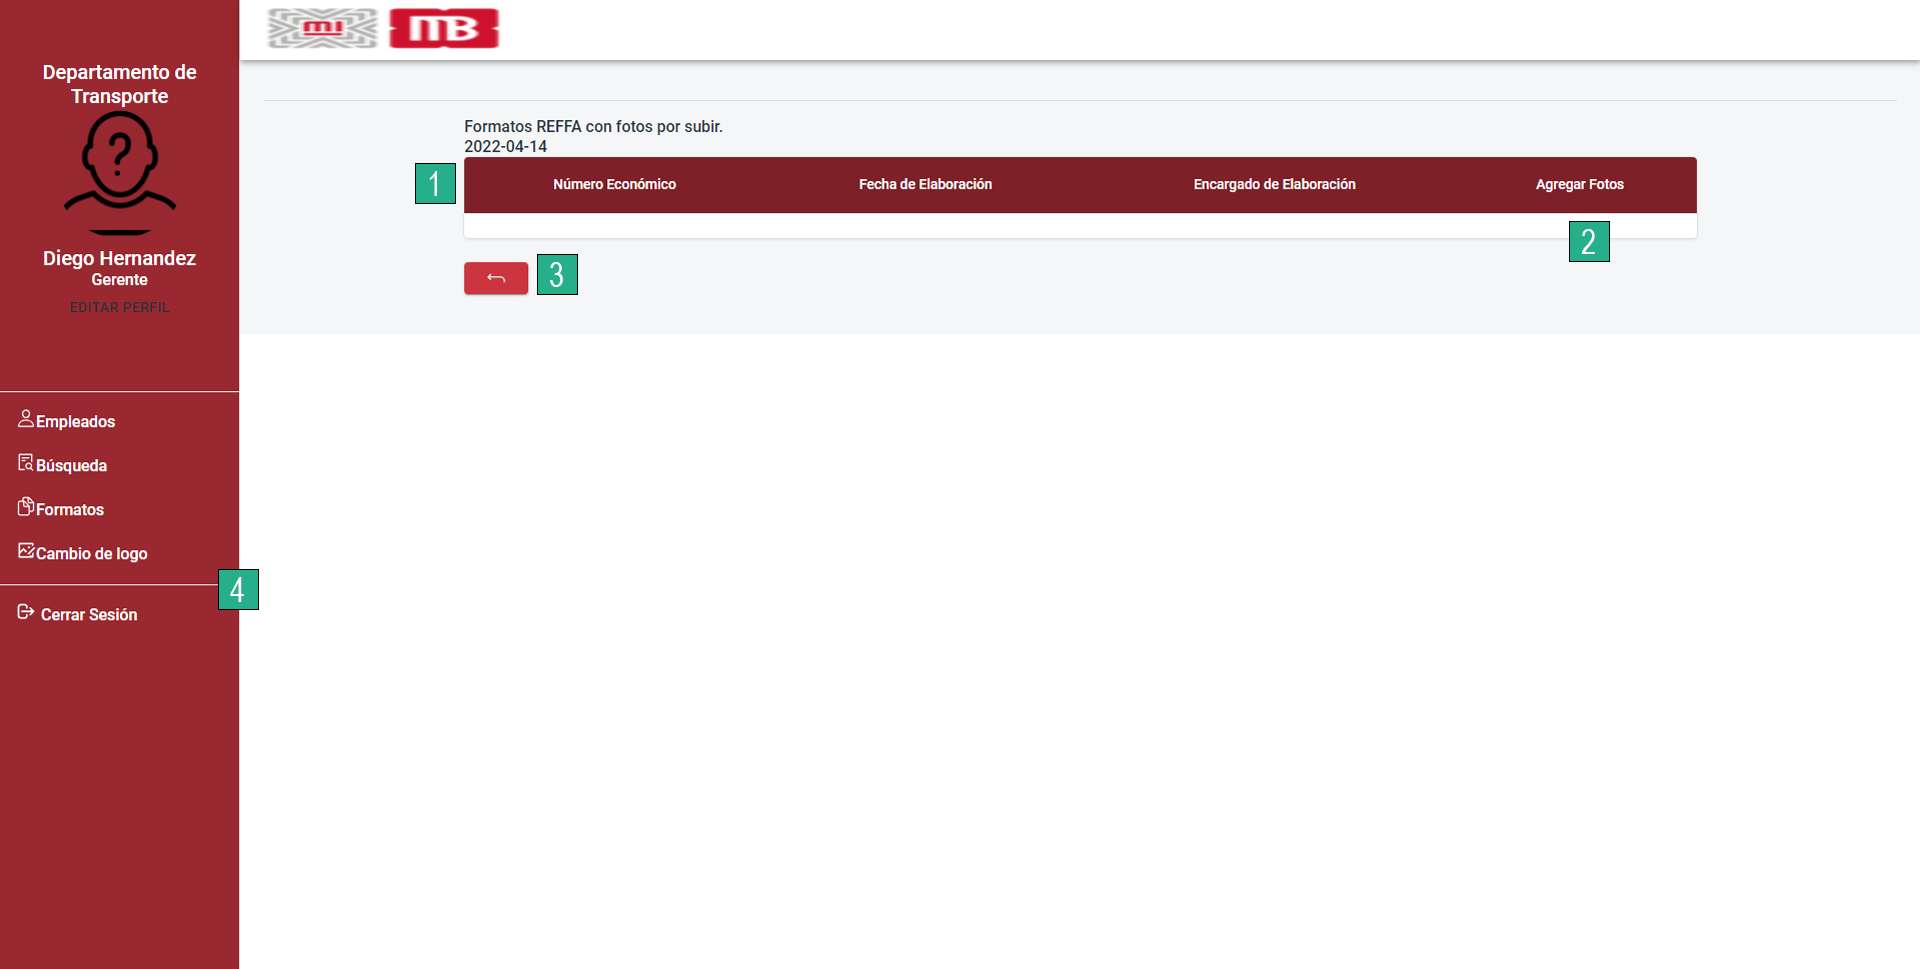 MI
MB
Departamento de
Transporte
?
Diego Hernandez
Gerente
EDITAR PERFIL
Empleados
Búsqueda
Formatos
Cambio de logo
4
Cerrar Sesión
Formatos REFFA con fotos por subir.
2022-04-14
1
Número Económico
Fecha de Elaboración
Encargado de Elaboración
Agregar Fotos
2
3